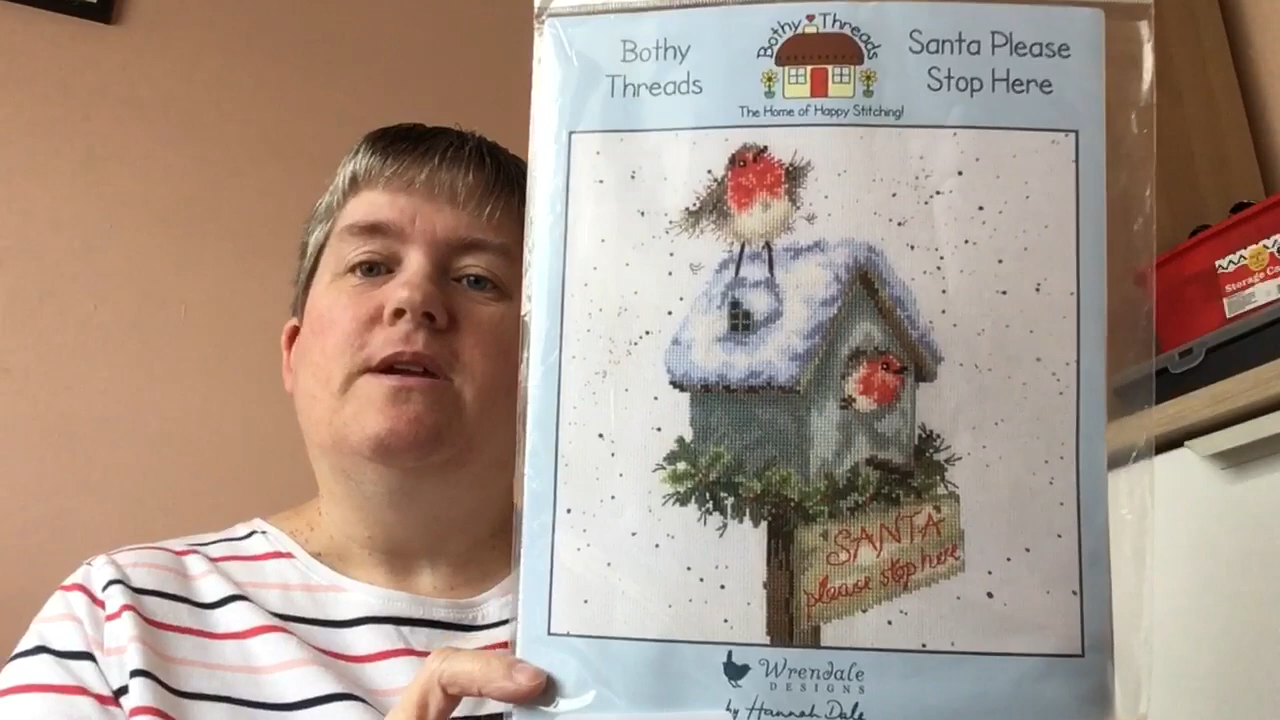 Bothy
Threads
Bothy Threads
The Home of Happy Stitching!
Santa Please
Stop Here
SANTA
please stop here
Wrendale
DESIGNS
by Hannah Dale
Storage